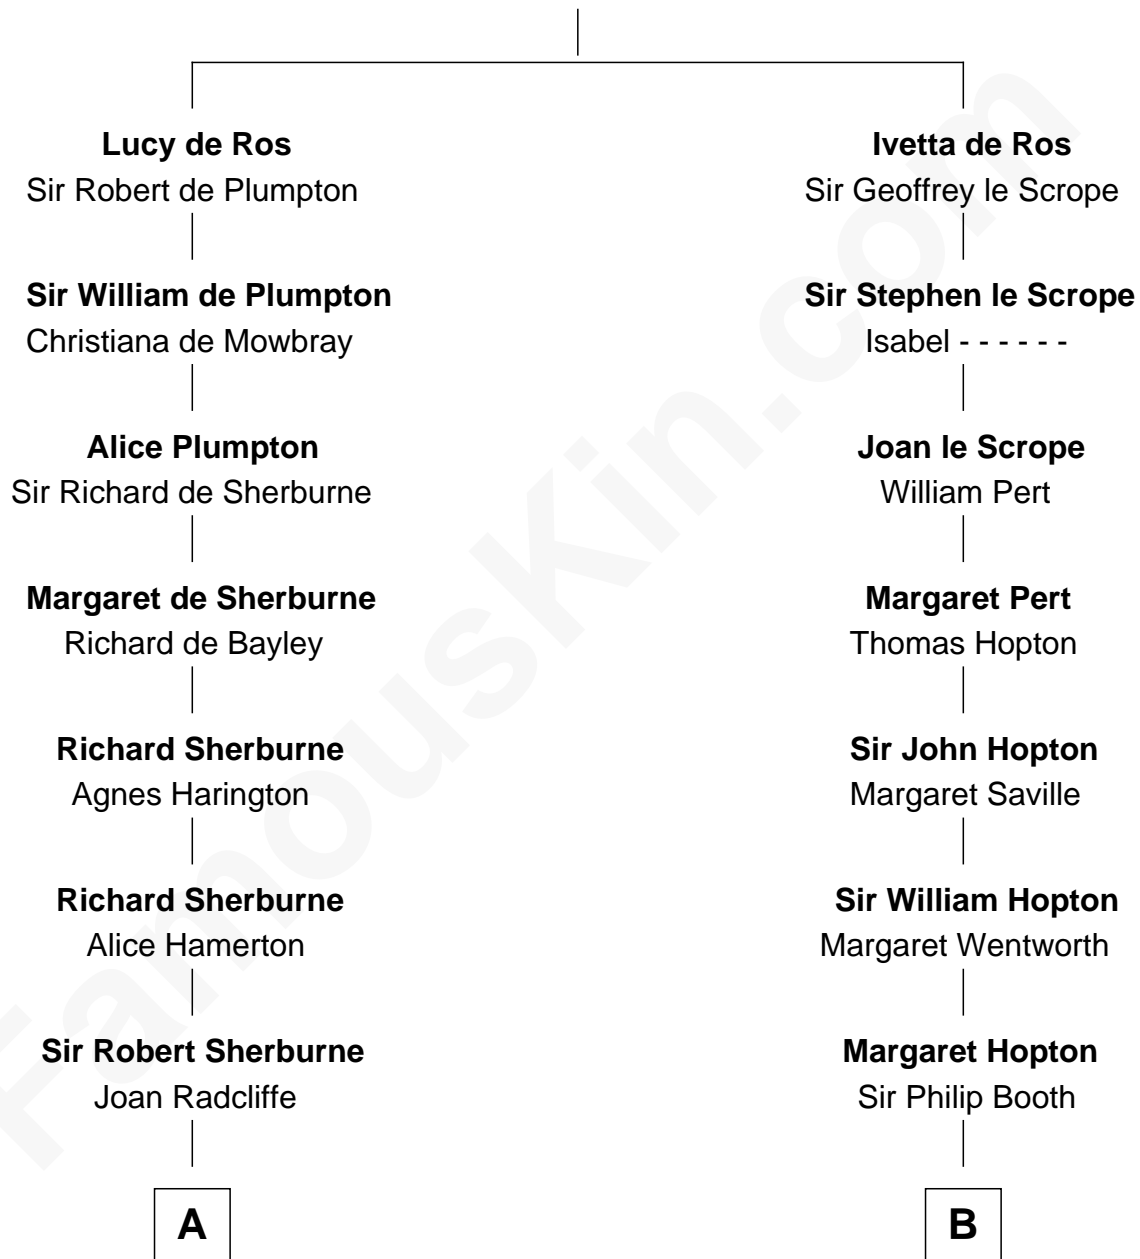 Lucy de Ros
Sir Robert de Plumpton
Sir William de Plumpton
Christiana de Mowbray
Alice Plumpton
Sir Richard de Sherburne
Margaret de Sherburne
Richard de Bayley
Richard Sherburne
Agnes Harington
Richard Sherburne
Alice Hamerton
Sir Robert Sherburne
Joan Radcliffe
A
Ivetta de Ros
Sir Geoffrey le Scrope
Sir Stephen le Scrope
Isabel - - - - - -
Joan le Scrope
William Pert
Margaret Pert
Thomas Hopton
Sir John Hopton
Margaret Saville
Sir William Hopton
Margaret Wentworth
Margaret Hopton
Sir Philip Booth
B
FamousKin.com